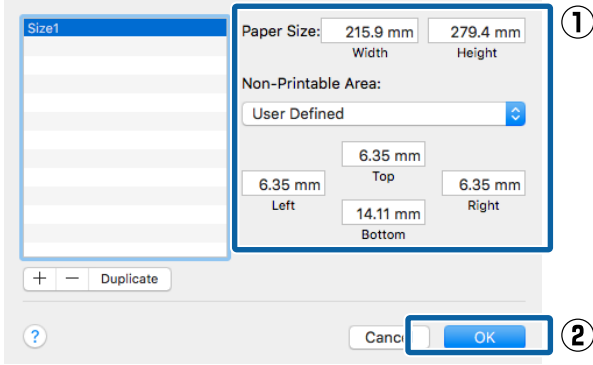 Size1
Paper Size: 215.9 mm 279.4 mm ①
Width Height
Non-Printable Area:
User Defined
6.35 mm
Top
6.35 mm 6.35 mm
Left Right
14.11 mm
Bottom
+ − Duplicate
? Canc OK ②